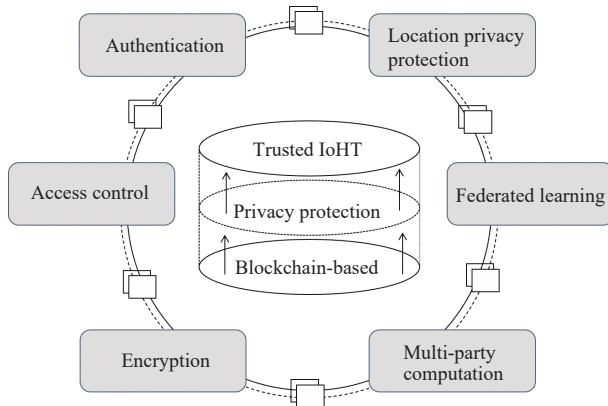 Authentication
Location privacy
protection
Trusted IoHT
Access control
Privacy protection
Federated learning
Blockchain-based
Encryption
Multi-party
computation